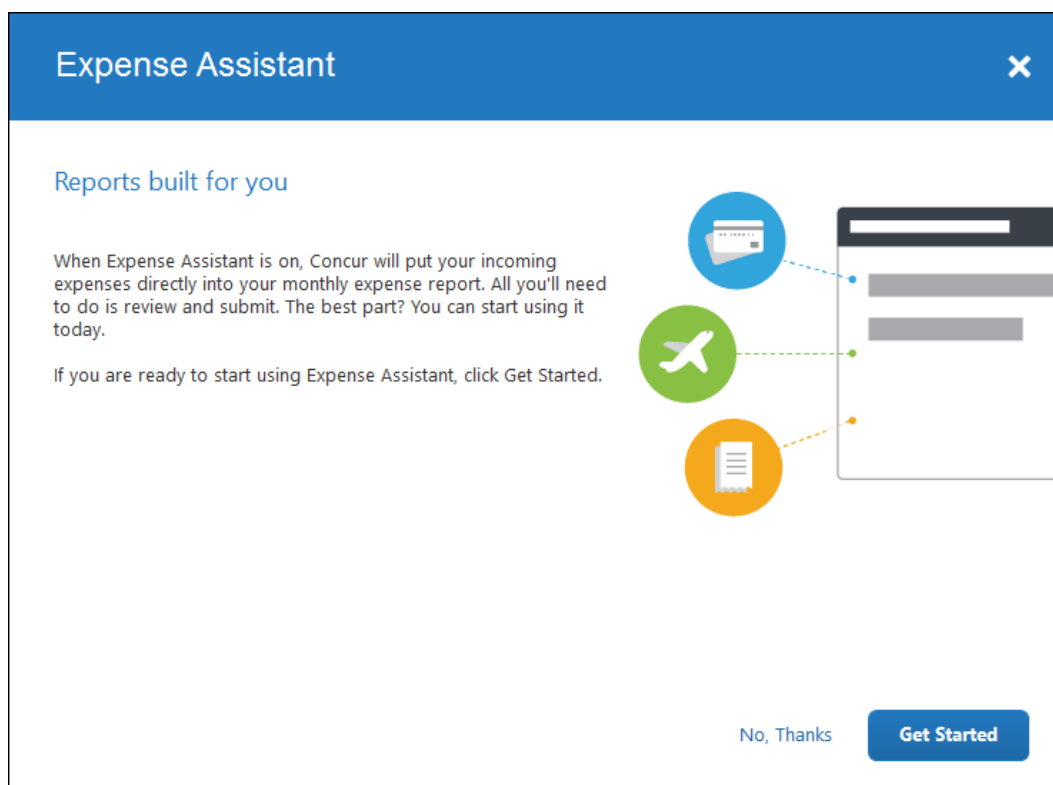 Expense Assistant
Reports built for you
When Expense Assistant is on, Concur will put your incoming
expenses directly into your monthly expense report. All you'll need
to do is review and submit. The best part? You can start using it
today.
If you are ready to start using Expense Assistant, click Get Started.
No, Thanks
Get Started